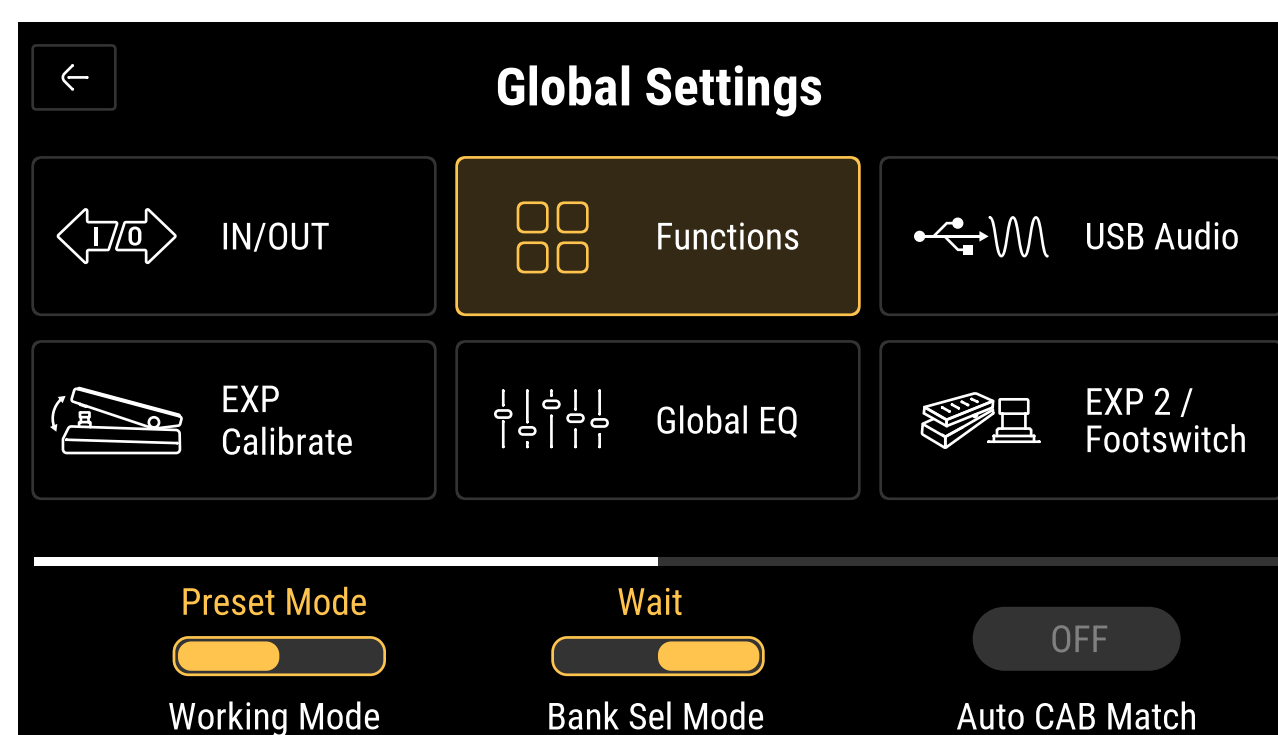 Global Settings
I/O
IN/OUT
Functions
USB Audio
EXP
Calibrate
Global EQ
EXP 2 /
Footswitch
Preset Mode
Wait
OFF
Working Mode
Bank Sel Mode
Auto CAB Match